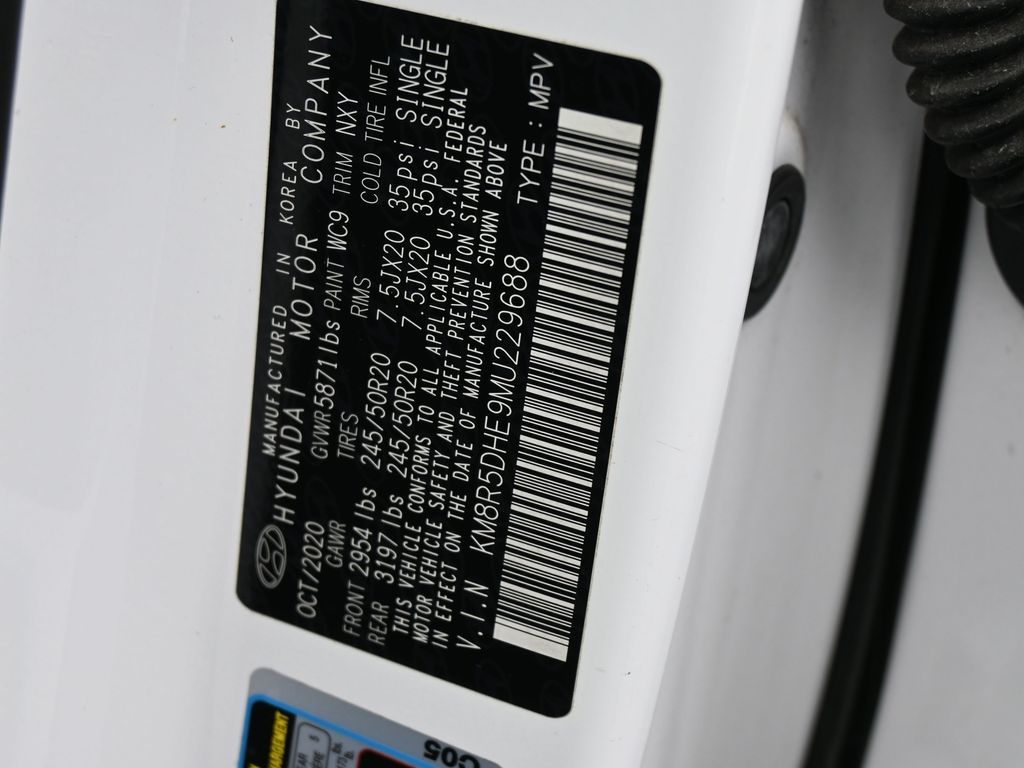 MANUFACTURED IN KOREA BY
HYUNDAI MOTOR COMPANY
OCT/2020 GVWR 5871 lbs PAINT WC9 TRIM NXY
GAWR TIRES RIMS COLD TIRE INFL
FRONT 2954 lbs 245/50R20 7.5JX20 35psi SINGLE
REAR 3197 lbs 245/50R20 7.5JX20 35psi SINGLE
THIS VEHICLE CONFORMS TO ALL APPLICABLE U.S.A. FEDERAL
MOTOR VEHICLE SAFETY AND THEFT PREVENTION STANDARDS
IN EFFECT ON THE DATE OF MANUFACTURE SHOWN ABOVE
V.I.N KM8R5DHE9MU229688 TYPE : MPV
C05